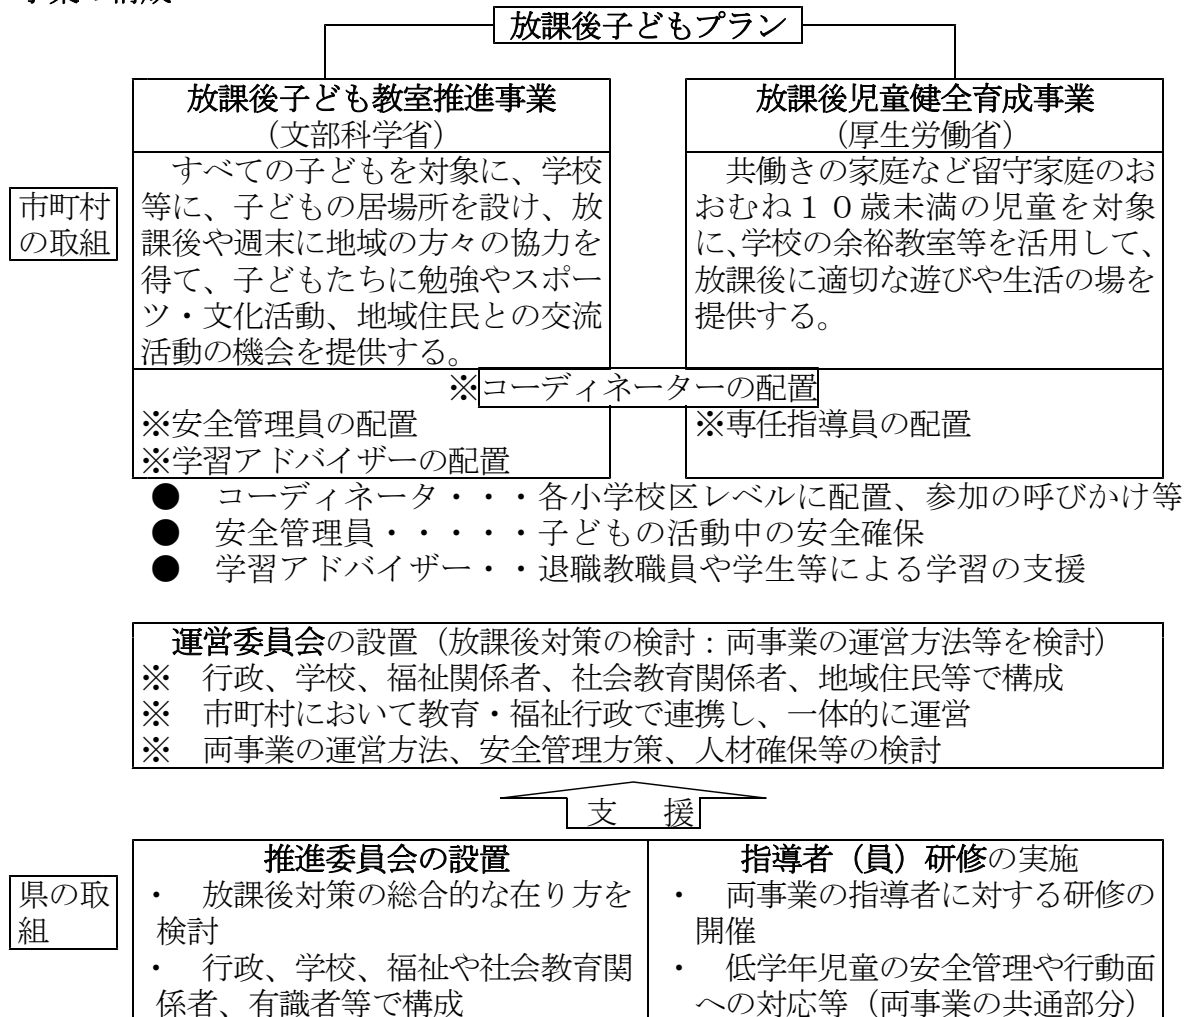 放課後子どもプラン
放課後子ども教室推進事業
（文部科学省）
放課後児童健全育成事業
（厚生労働省）
市町村
の取組
すべての子どもを対象に、学校
等に、子どもの居場所を設け、放
課後や週末に地域の方々の協力を
得て、子どもたちに勉強やスポー
ツ・文化活動、地域住民との交流
活動の機会を提供する。
共働きの家庭など留守家庭のお
おむね１０歳未満の児童を対象
に、学校の余裕教室等を活用して、
放課後に適切な遊びや生活の場を
提供する。
※コーディネーターの配置
※安全管理員の配置
※学習アドバイザーの配置
※専任指導員の配置
●　コーディネータ・・・各小学校区レベルに配置、参加の呼びかけ等
●　安全管理員・・・・・子どもの活動中の安全確保
●　学習アドバイザー・・退職教職員や学生等による学習の支援
運営委員会の設置（放課後対策の検討：両事業の運営方法等を検討）
※　行政、学校、福祉関係者、社会教育関係者、地域住民等で構成
※　市町村において教育・福祉行政で連携し、一体的に運営
※　両事業の運営方法、安全管理方策、人材確保等の検討
支　援
県の取
組
推進委員会の設置
・　放課後対策の総合的な在り方を
検討
・　行政、学校、福祉や社会教育関
係者、有識者等で構成
指導者（員）研修の実施
・　両事業の指導者に対する研修の
開催
・　低学年児童の安全管理や行動面
への対応等（両事業の共通部分）